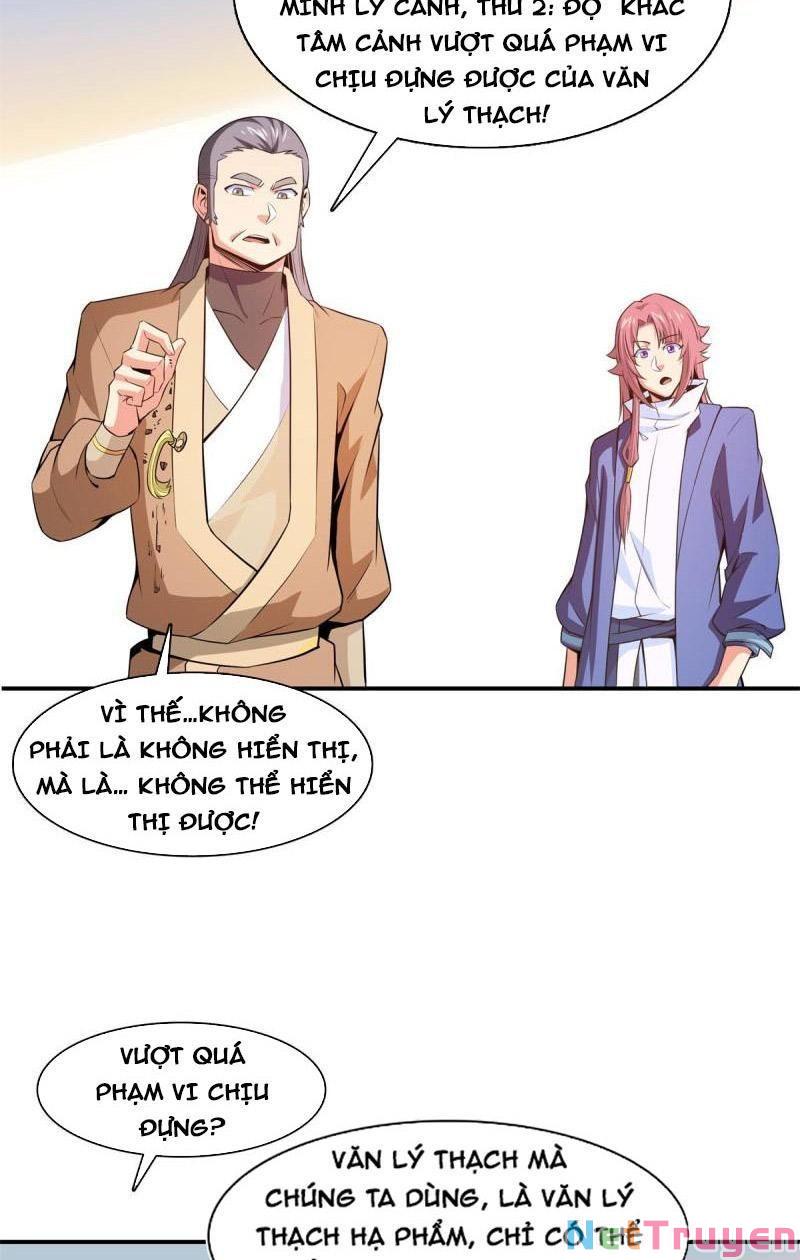 MINH LÝ CẢNH, THỨ 2: ĐỘ KHẮC
TÂM CẢNH VƯỢT QUÁ PHẠM VI
CHỊU ĐỰNG ĐƯỢC CỦA VĂN
LÝ THẠCH!
VÌ THẾ...KHÔNG
PHẢI LÀ KHÔNG HIỂN THỊ,
MÀ LÀ... KHÔNG THỂ HIỂN
THỊ ĐƯỢC!
VƯỢT QUÁ
PHẠM VI CHỊU
ĐỰNG?
VĂN LÝ THẠCH MÀ
CHÚNG TA DÙNG, LÀ VĂN LÝ
THẠCH HẠ PHẨM, CHỈ CÓ THỂ
NetTruyen